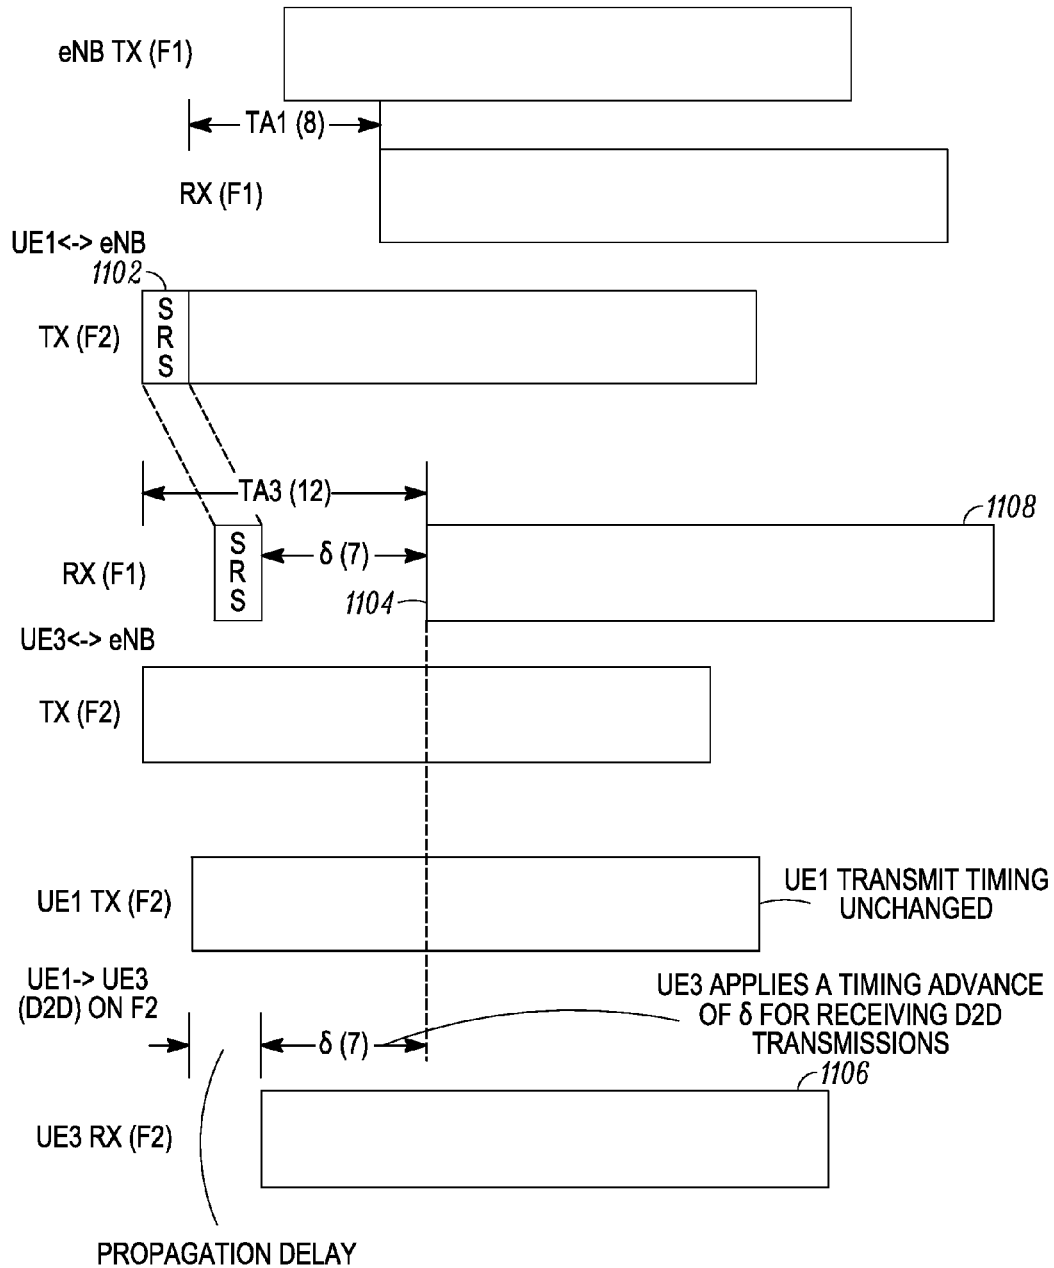 eNB TX (F1)
TA1 (8)
RX (F1)
UE1<-> eNB
1102
TX (F2)
S
R
S
TA3 (12)
1108
RX (F1)
S
R
S
δ (7)
1104
UE3<-> eNB
TX (F2)
UE1 TX (F2)
UE1 TRANSMIT TIMING
UNCHANGED
UE1-> UE3
(D2D) ON F2
δ (7)
UE3 APPLIES A TIMING ADVANCE
OF δ FOR RECEIVING D2D
TRANSMISSIONS
1106
UE3 RX (F2)
PROPAGATION DELAY